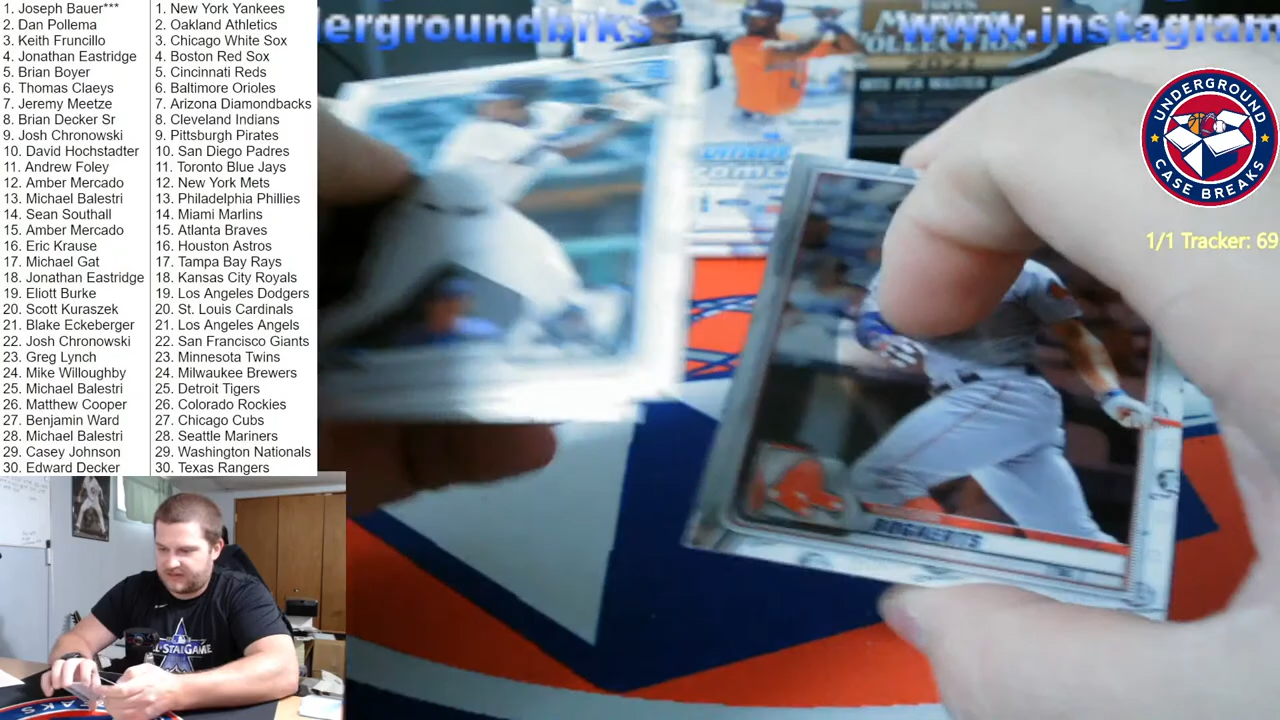 1. Joseph Bauer*** 1. New York Yankees
2. Dan Pollema 2. Oakland Athletics
3. Keith Fruncillo 3. Chicago White Sox
4. Jonathan Eastridge 4. Boston Red Sox
5. Brian Boyer 5. Cincinnati Reds
6. Thomas Claeys 6. Baltimore Orioles
7. Jeremy Meetze 7. Arizona Diamondbacks
8. Brian Decker Sr 8. Cleveland Indians
9. Josh Chronowski 9. Pittsburgh Pirates
10. David Hochstadter 10. San Diego Padres
11. Andrew Foley 11. Toronto Blue Jays
12. Amber Mercado 12. New York Mets
13. Michael Balestri 13. Philadelphia Phillies
14. Sean Southall 14. Miami Marlins
15. Amber Mercado 15. Atlanta Braves
16. Eric Krause 16. Houston Astros
17. Michael Gat 17. Tampa Bay Rays
18. Jonathan Eastridge 18. Kansas City Royals
19. Eliott Burke 19. Los Angeles Dodgers
20. Scott Kuraszek 20. St. Louis Cardinals
21. Blake Eckeberger 21. Los Angeles Angels
22. Josh Chronowski 22. San Francisco Giants
23. Greg Lynch 23. Minnesota Twins
24. Mike Willoughby 24. Milwaukee Brewers
25. Michael Balestri 25. Detroit Tigers
26. Matthew Cooper 26. Colorado Rockies
27. Benjamin Ward 27. Chicago Cubs
28. Michael Balestri 28. Seattle Mariners
29. Casey Johnson 29. Washington Nationals
30. Edward Decker 30. Texas Rangers
dergroundbrks www.instagram
2021
UNDERGROUND
CASE BREAKS
1/1 Tracker: 69
BOGAERTS
ALL-STAR GAME